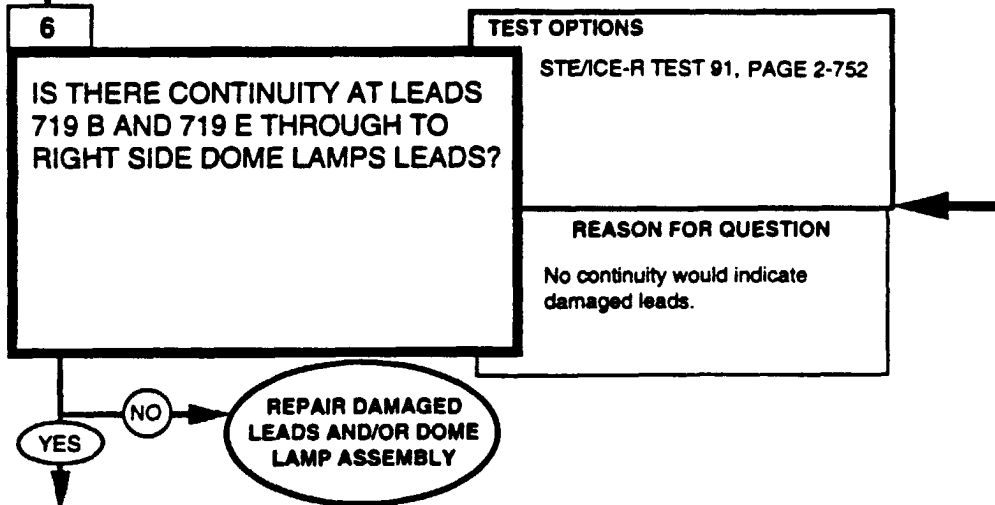 6
IS THERE CONTINUITY AT LEADS
719 B AND 719 E THROUGH TO
RIGHT SIDE DOME LAMPS LEADS?
TEST OPTIONS
STE/ICE-R TEST 91, PAGE 2-752
REASON FOR QUESTION
No continuity would indicate
damaged leads.
NO
REPAIR DAMAGED
LEADS AND/OR DOME
LAMP ASSEMBLY
YES